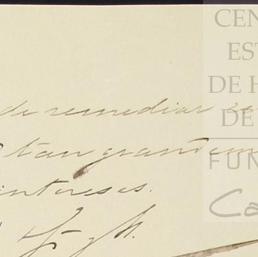 CEN
EST
DE H
DE
FUN
Ca
de remediar
tan grandem
intereses.